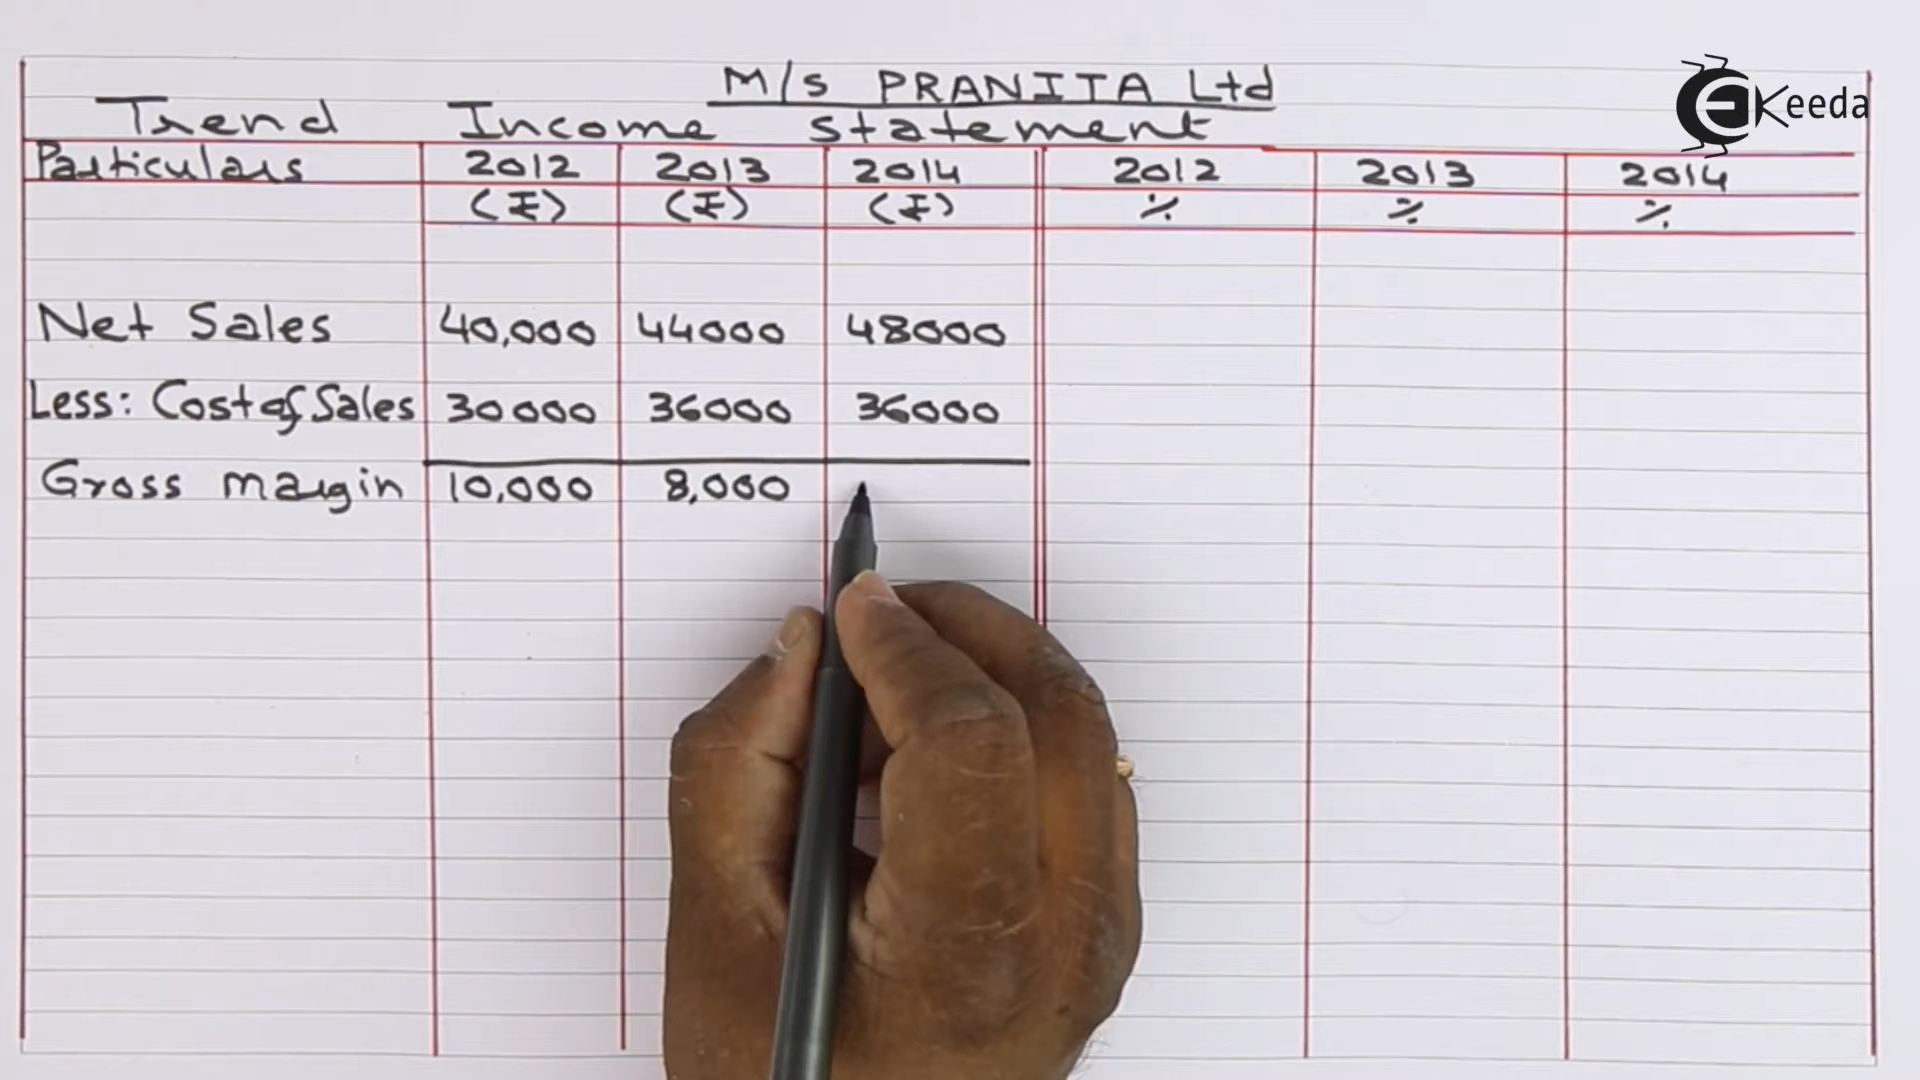 M/s PRANITA Ltd
Trend Income Statement
Particulars 2012 2013 2014 2012 2013 2014
(₹) (₹) (₹) % % %
Net Sales 40,000 44000 48000
Less: Cost of Sales 30000 36000 36000
Gross margin 10,000 8,000
EKeeda